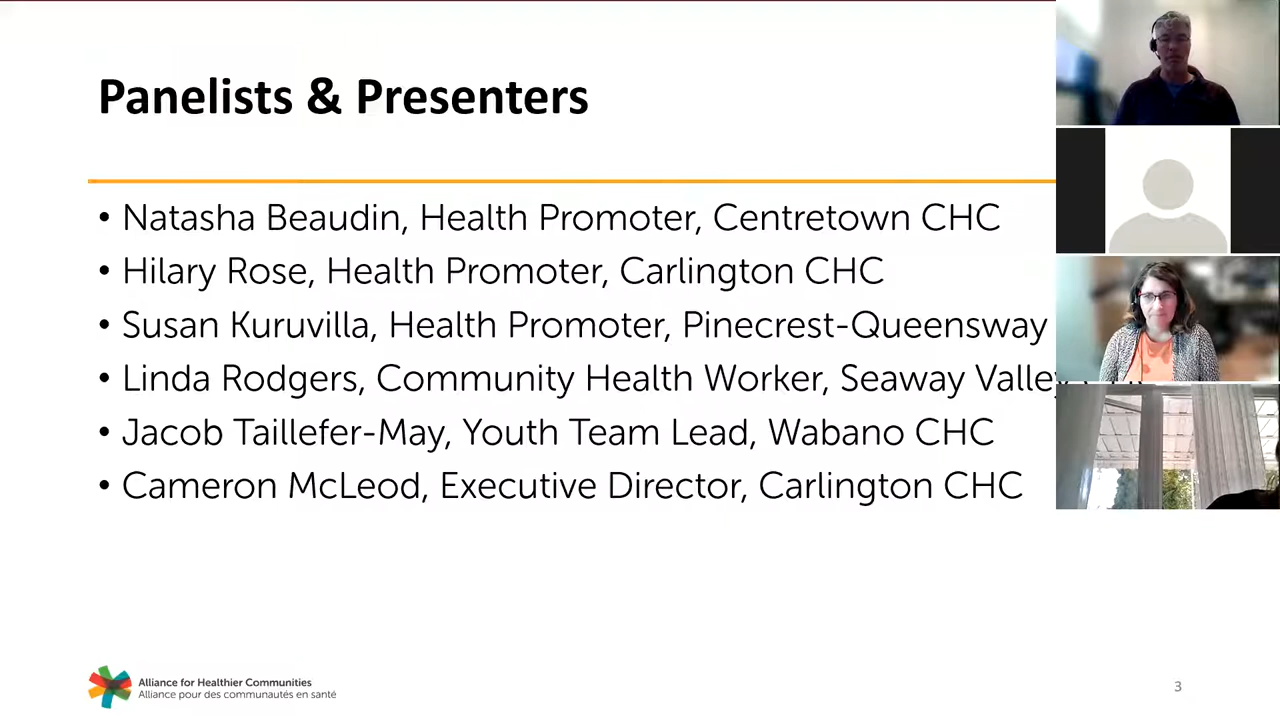 Panelists & Presenters
• Natasha Beaudin, Health Promoter, Centretown CHC
• Hilary Rose, Health Promoter, Carlington CHC
• Susan Kuruvilla, Health Promoter, Pinecrest-Queensway
• Linda Rodgers, Community Health Worker, Seaway Valley
• Jacob Taillefer-May, Youth Team Lead, Wabano CHC
• Cameron McLeod, Executive Director, Carlington CHC
Alliance for Healthier Communities
Alliance pour des communautés en santé
3